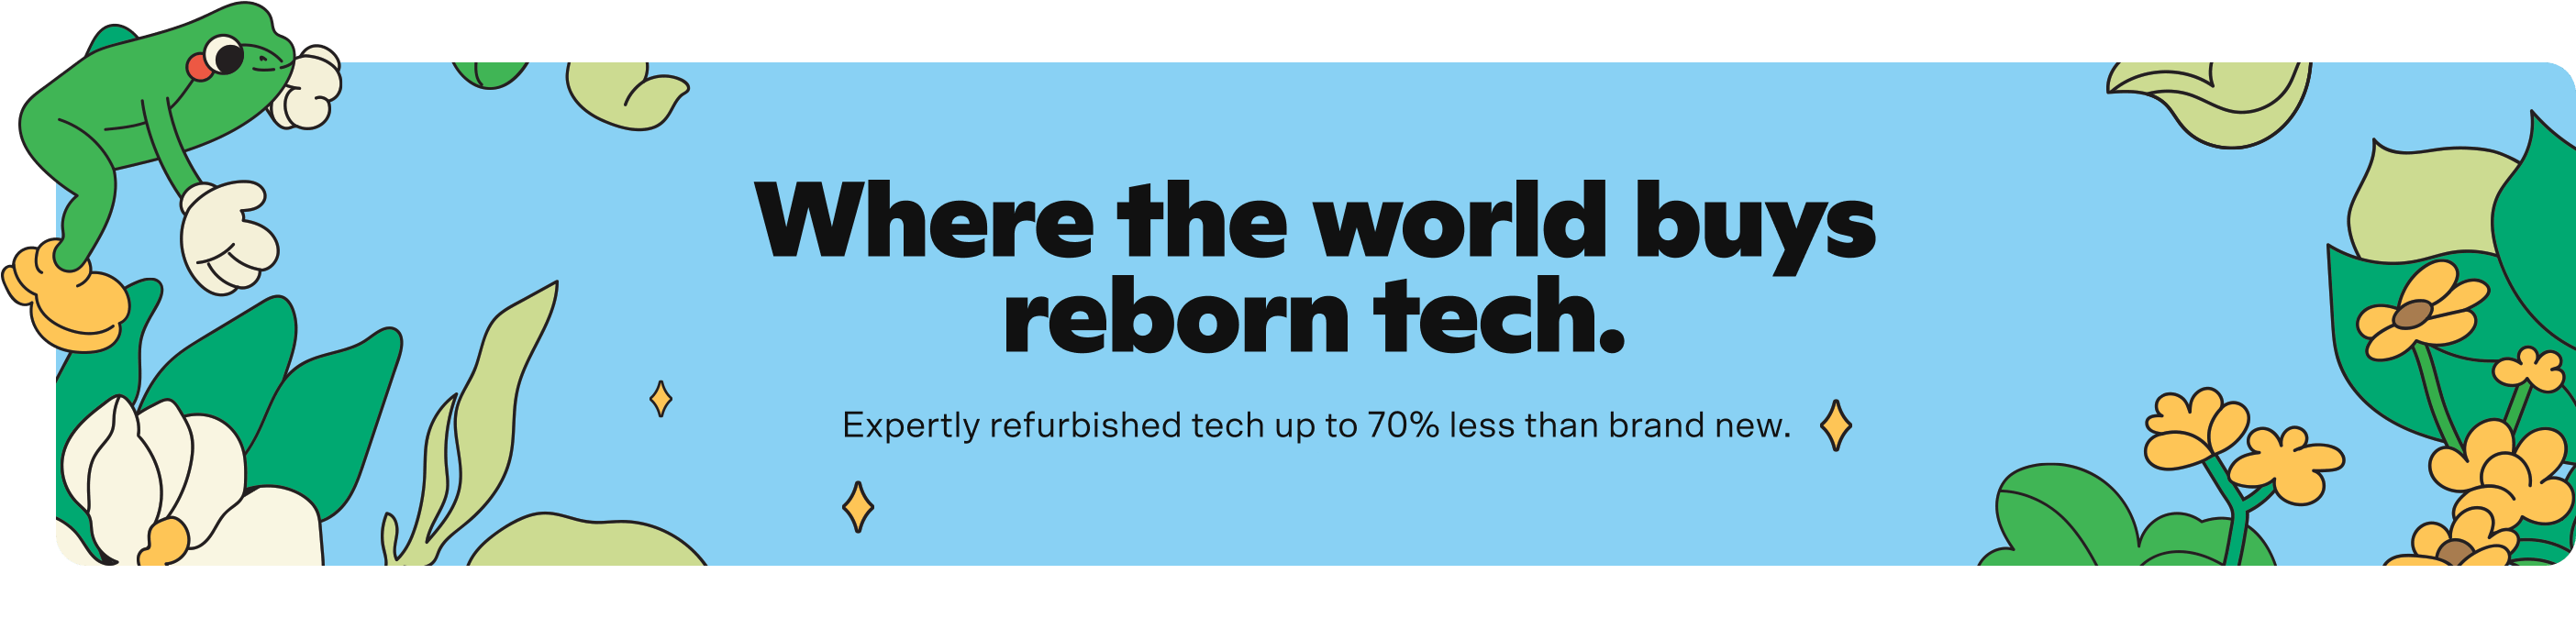 Where the world buys
reborn tech.
Expertly refurbished tech up to 70% less than brand new.